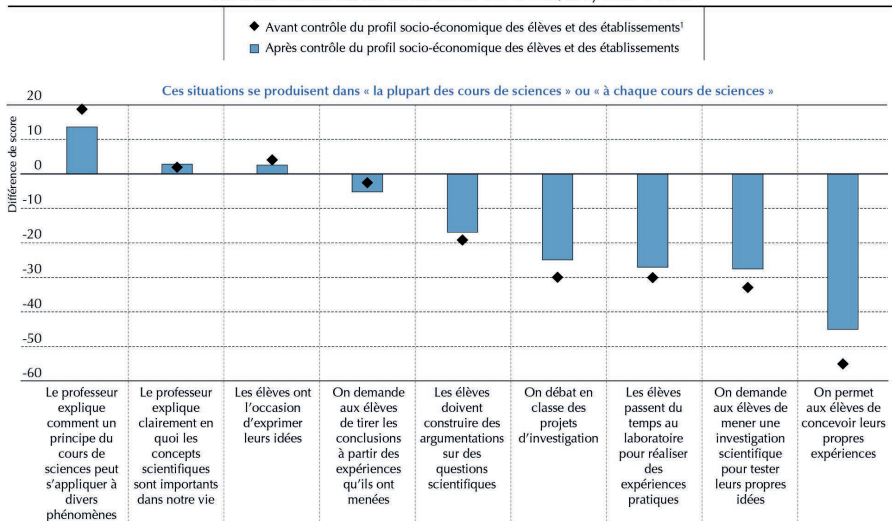 Avant contrôle du profil socio-économique des élèves et des établissements¹
Après contrôle du profil socio-économique des élèves et des établissements
Ces situations se produisent dans « la plupart des cours de sciences » ou « à chaque cours de sciences »
Différence de score
20
10
0
-10
-20
-30
-40
-50
-60
Le professeur
explique
comment un
principe du
cours de
sciences peut
s'appliquer à
divers
phénomènes
Le professeur
explique
clairement en
quoi les
concepts
scientifiques
sont importants
dans notre vie
Les élèves ont
l'occasion
d'exprimer
leurs idées
On demande
aux élèves
de tirer les
conclusions
à partir des
expériences
qu'ils ont
menées
Les élèves
doivent
construire des
argumentations
sur des
questions
scientifiques
On débat en
classe des
projets
d'investigation
Les élèves
passent du
temps au
laboratoire
pour réaliser
des
expériences
pratiques
On demande
aux élèves de
mener une
investigation
scientifique
pour tester
leurs propres
idées
On permet
aux élèves de
concevoir leurs
propres
expériences